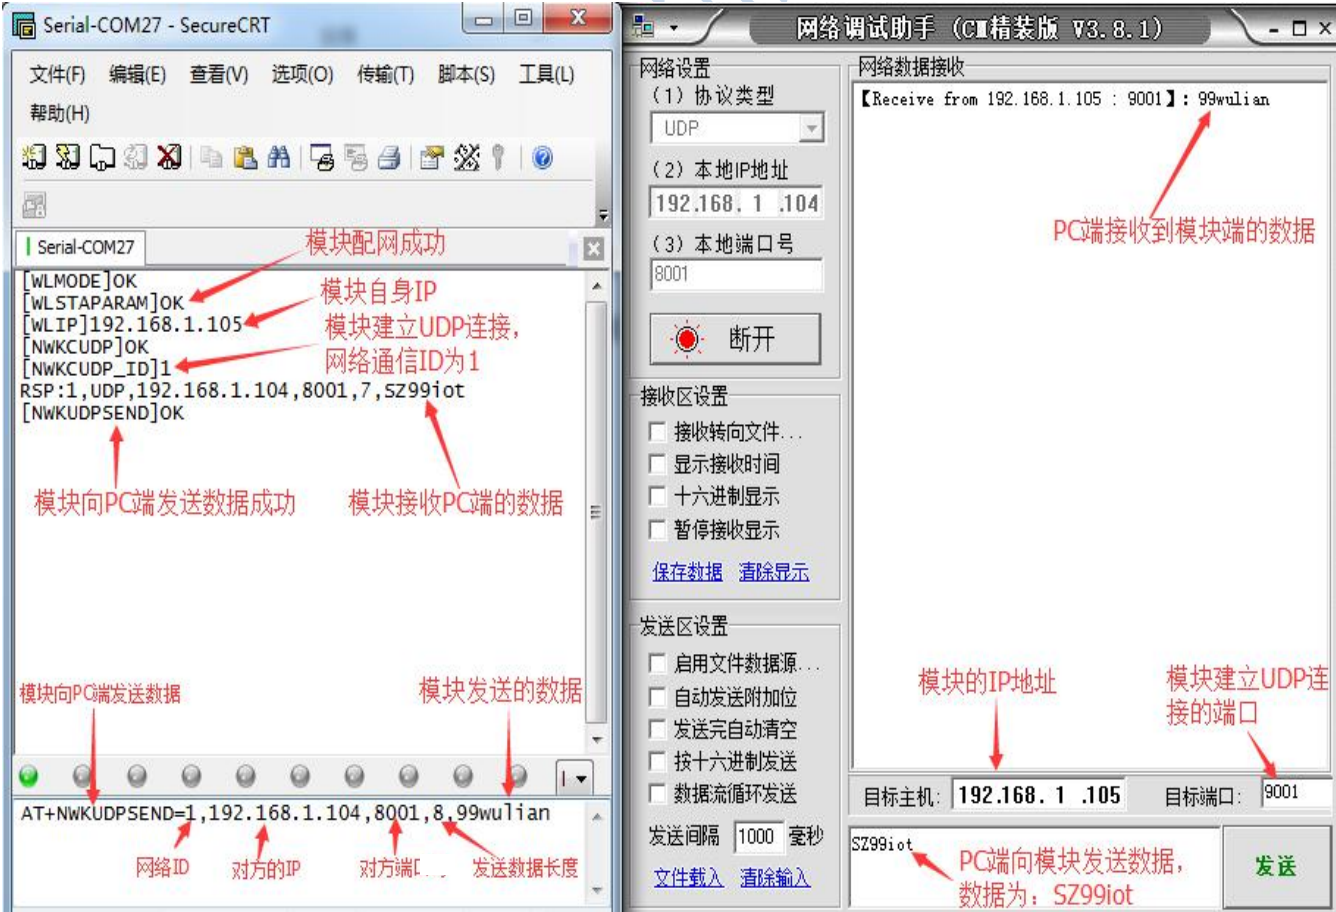 Serial-COM27 - SecureCRT
文件(F) 编辑(E) 查看(V) 选项(O) 传输(T) 脚本(S) 工具(L)
帮助(H)
Serial-COM27
模块配网成功
[WLMODE]OK
[WLSTAPARAM]OK
模块自身IP
[WLIP]192.168.1.105
模块建立UDP连接，
[NWKCUDP]OK
网络通信ID为1
[NWKCUDP_ID]1
RSP:1,UDP,192.168.1.104,8001,7,SZ99iot
[NWKUDPSEND]OK
模块向PC端发送数据成功
模块接收PC端的数据
模块向PC端发送数据
模块发送的数据
AT+NWKUDPSEND=1,192.168.1.104,8001,8,99wulian
网络ID
对方的IP
对方端
发送数据长度
网络调试助手 (C■精装版 V3.8.1)
网络设置
(1) 协议类型
UDP
(2) 本地IP地址
192.168. 1 .104
(3) 本地端口号
8001
断开
接收区设置
接收转向文件...
显示接收时间
十六进制显示
暂停接收显示
保存数据 清除显示
发送区设置
启用文件数据源...
自动发送附加位
发送完自动清空
按十六进制发送
数据流循环发送
发送间隔 1000 毫秒
文件载入 清除输入
网络数据接收
【Receive from 192.168.1.105 : 9001】: 99wulian
PC端接收到模块端的数据
模块的IP地址
模块建立UDP连
接的端口
目标主机: 192.168. 1 .105 目标端口: 9001
SZ99iot
PC端向模块发送数据，
数据为：SZ99iot
发送